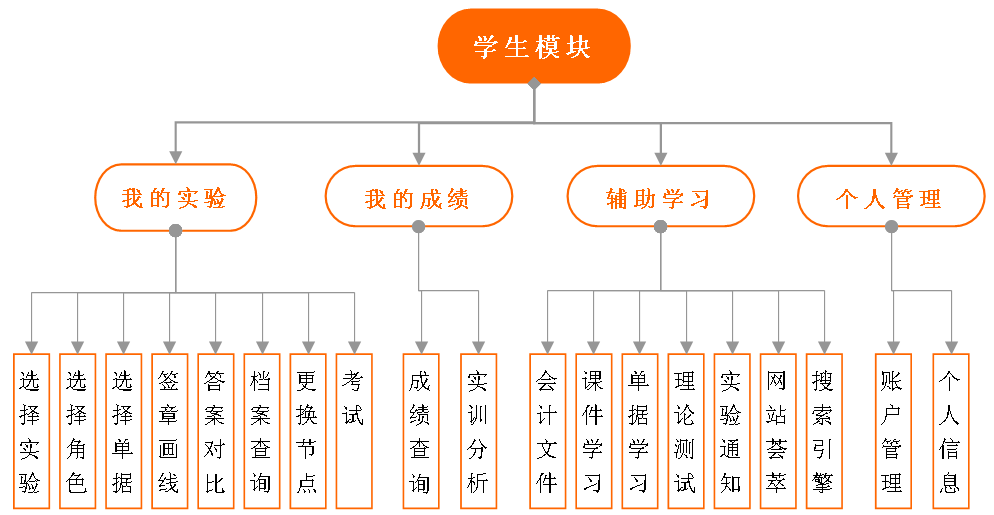 学生模块
我的实验
我的成绩
辅助学习
个人管理
选择实验
选择角色
选择单据
签章画线
答案对比
档案查询
更换节点
考试
成绩查询
实训分析
会计文件
课件学习
单据学习
理论测试
实验通知
网站荟萃
搜索引擎
账户管理
个人信息